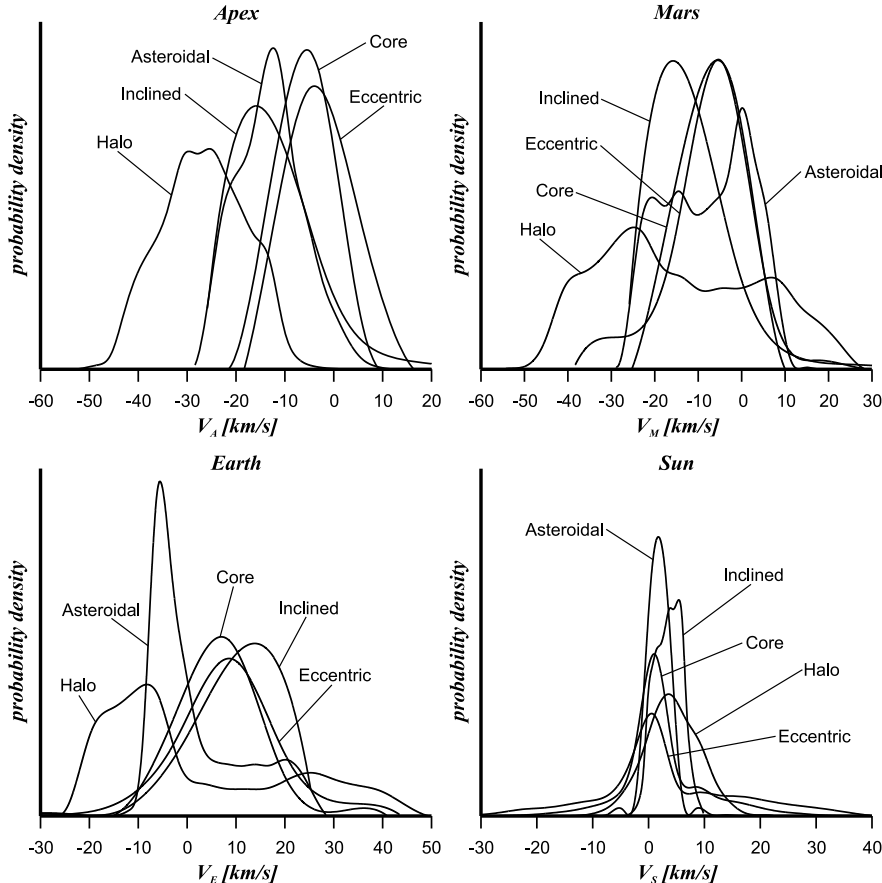 Apex
Asteroidal
Core
Inclined
Eccentric
Halo
probability density
-60 -50 -40 -30 -20 -10 0 10 20
V_A [km/s]
Mars
Inclined
Eccentric
Core
Asteroidal
Halo
probability density
-60 -50 -40 -30 -20 -10 0 10 20 30
V_M [km/s]
Earth
Core
Asteroidal
Inclined
Halo
Eccentric
probability density
-30 -20 -10 0 10 20 30 40 50
V_E [km/s]
Sun
Asteroidal
Inclined
Core
Halo
Eccentric
probability density
-30 -20 -10 0 10 20 30 40
V_S [km/s]